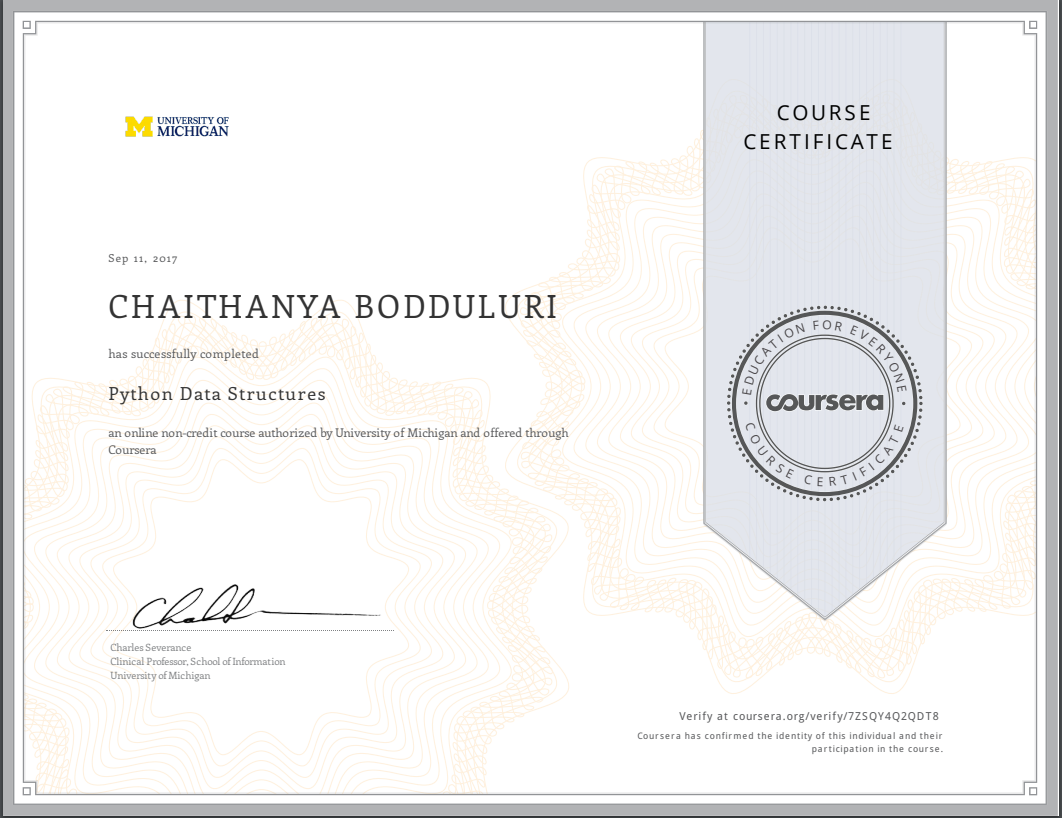 UNIVERSITY OF
MICHIGAN
COURSE
CERTIFICATE
Sep 11, 2017
CHAITHANYA BODDULURI
has successfully completed
Python Data Structures
an online non-credit course authorized by University of Michigan and offered through
Coursera
EDUCATION FOR EVERYONE
coursera
COURSE CERTIFICATE
Charles Severance
Clinical Professor, School of Information
University of Michigan
Verify at coursera.org/verify/7ZSQY4Q2QDT8
Coursera has confirmed the identity of this individual and their
participation in the course.